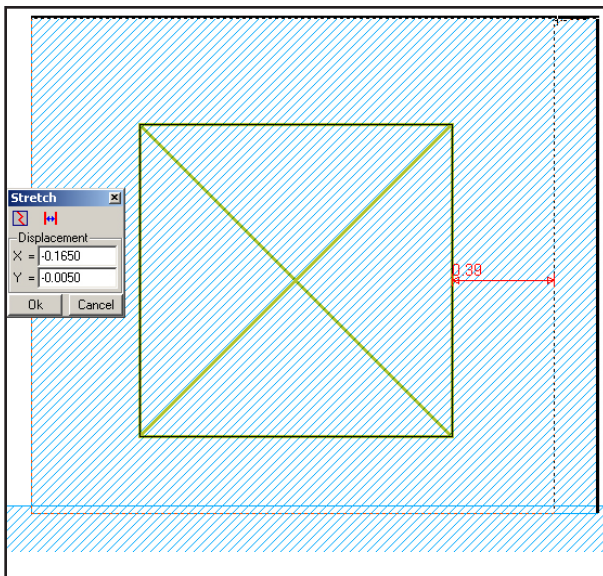 Stretch
Displacement
X = -0.1650
Y = -0.0050
Ok Cancel
0.39